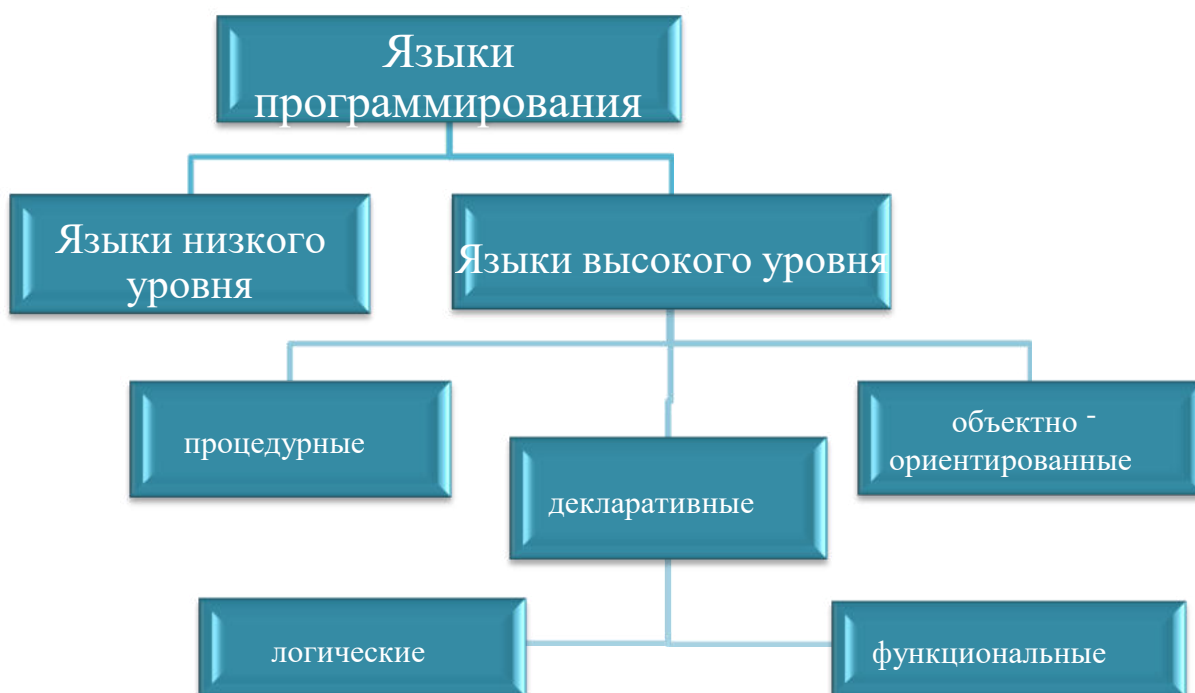 Языки
программирования
Языки низкого
уровня
Языки высокого уровня
процедурные
декларативные
объектно -
ориентированные
логические
функциональные